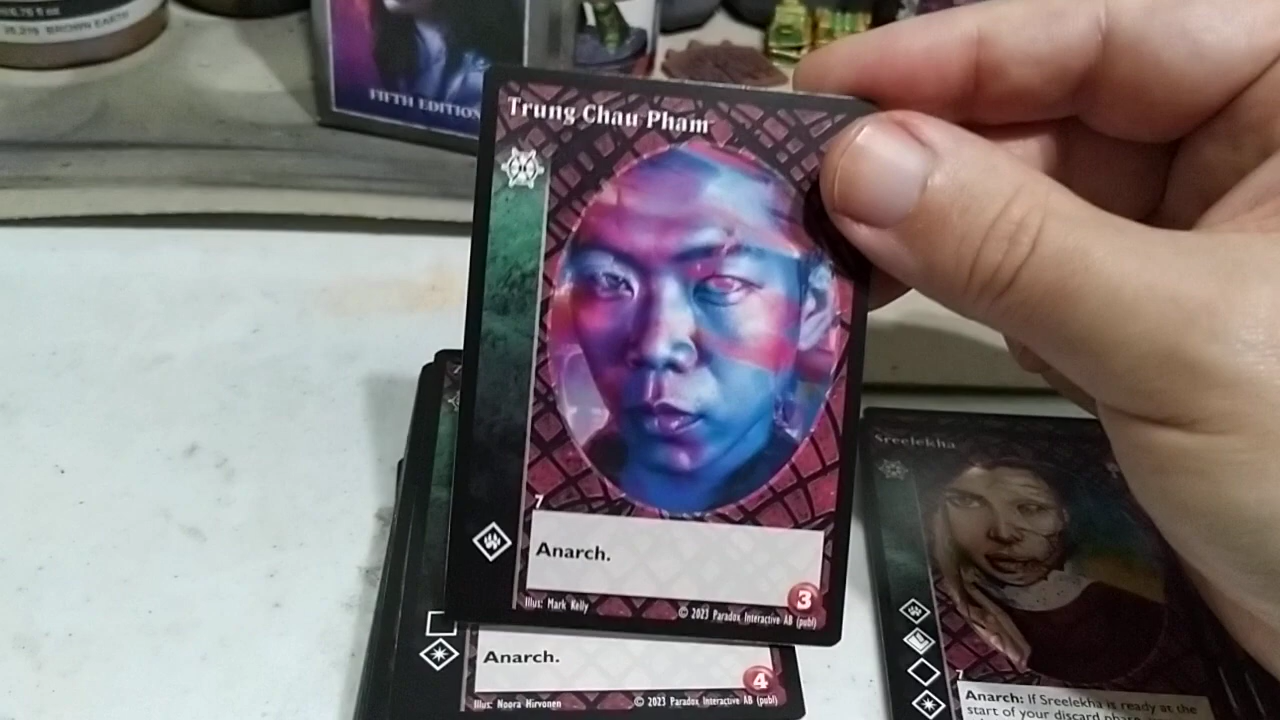 BROWN EARTH
FIFTH EDITION
Trung Chau Pham
7
Anarch.
3
Illus: Mark Kelly
© 2023 Paradox Interactive AB (publ)
Anarch.
4
Illus: Noora Hirvonen
© 2023 Paradox Interactive AB (publ)
Sreelekha
7
Anarch: If Sreelekha is ready at the
start of your discard phase